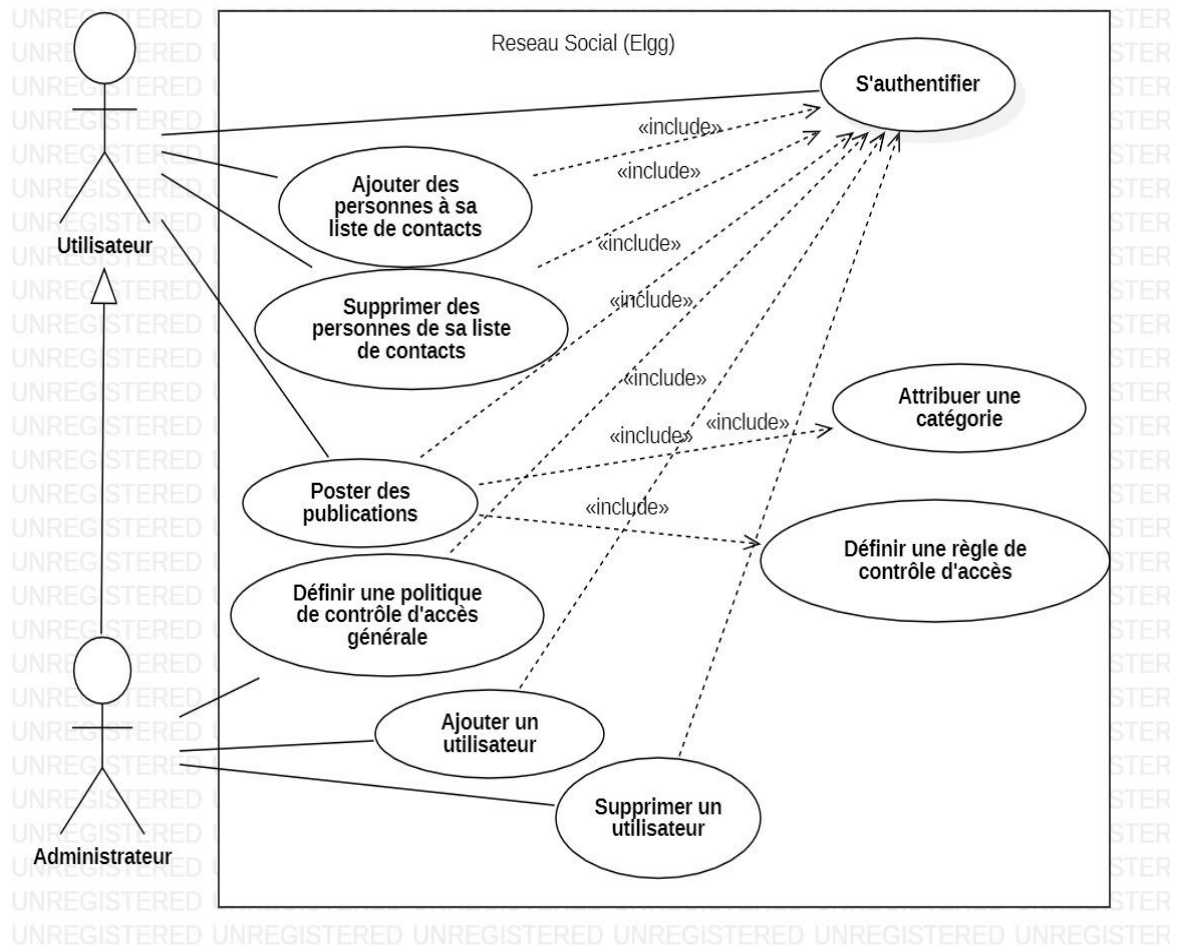 Reseau Social (Elgg)
S'authentifier
«include»
Ajouter des
personnes à sa
liste de contacts
«include»
Utilisateur
«include»
Supprimer des
personnes de sa liste
de contacts
«include»
«include»
Attribuer une
catégorie
«include»
«include»
Poster des
publications
«include»
Définir une règle de
contrôle d'accès
Définir une politique
de contrôle d'accès
générale
Ajouter un
utilisateur
Supprimer un
utilisateur
Administrateur
UNREGISTERED UNREGISTERED UNREGISTERED UNREGISTERED UNREGISTERED UNREGISTER